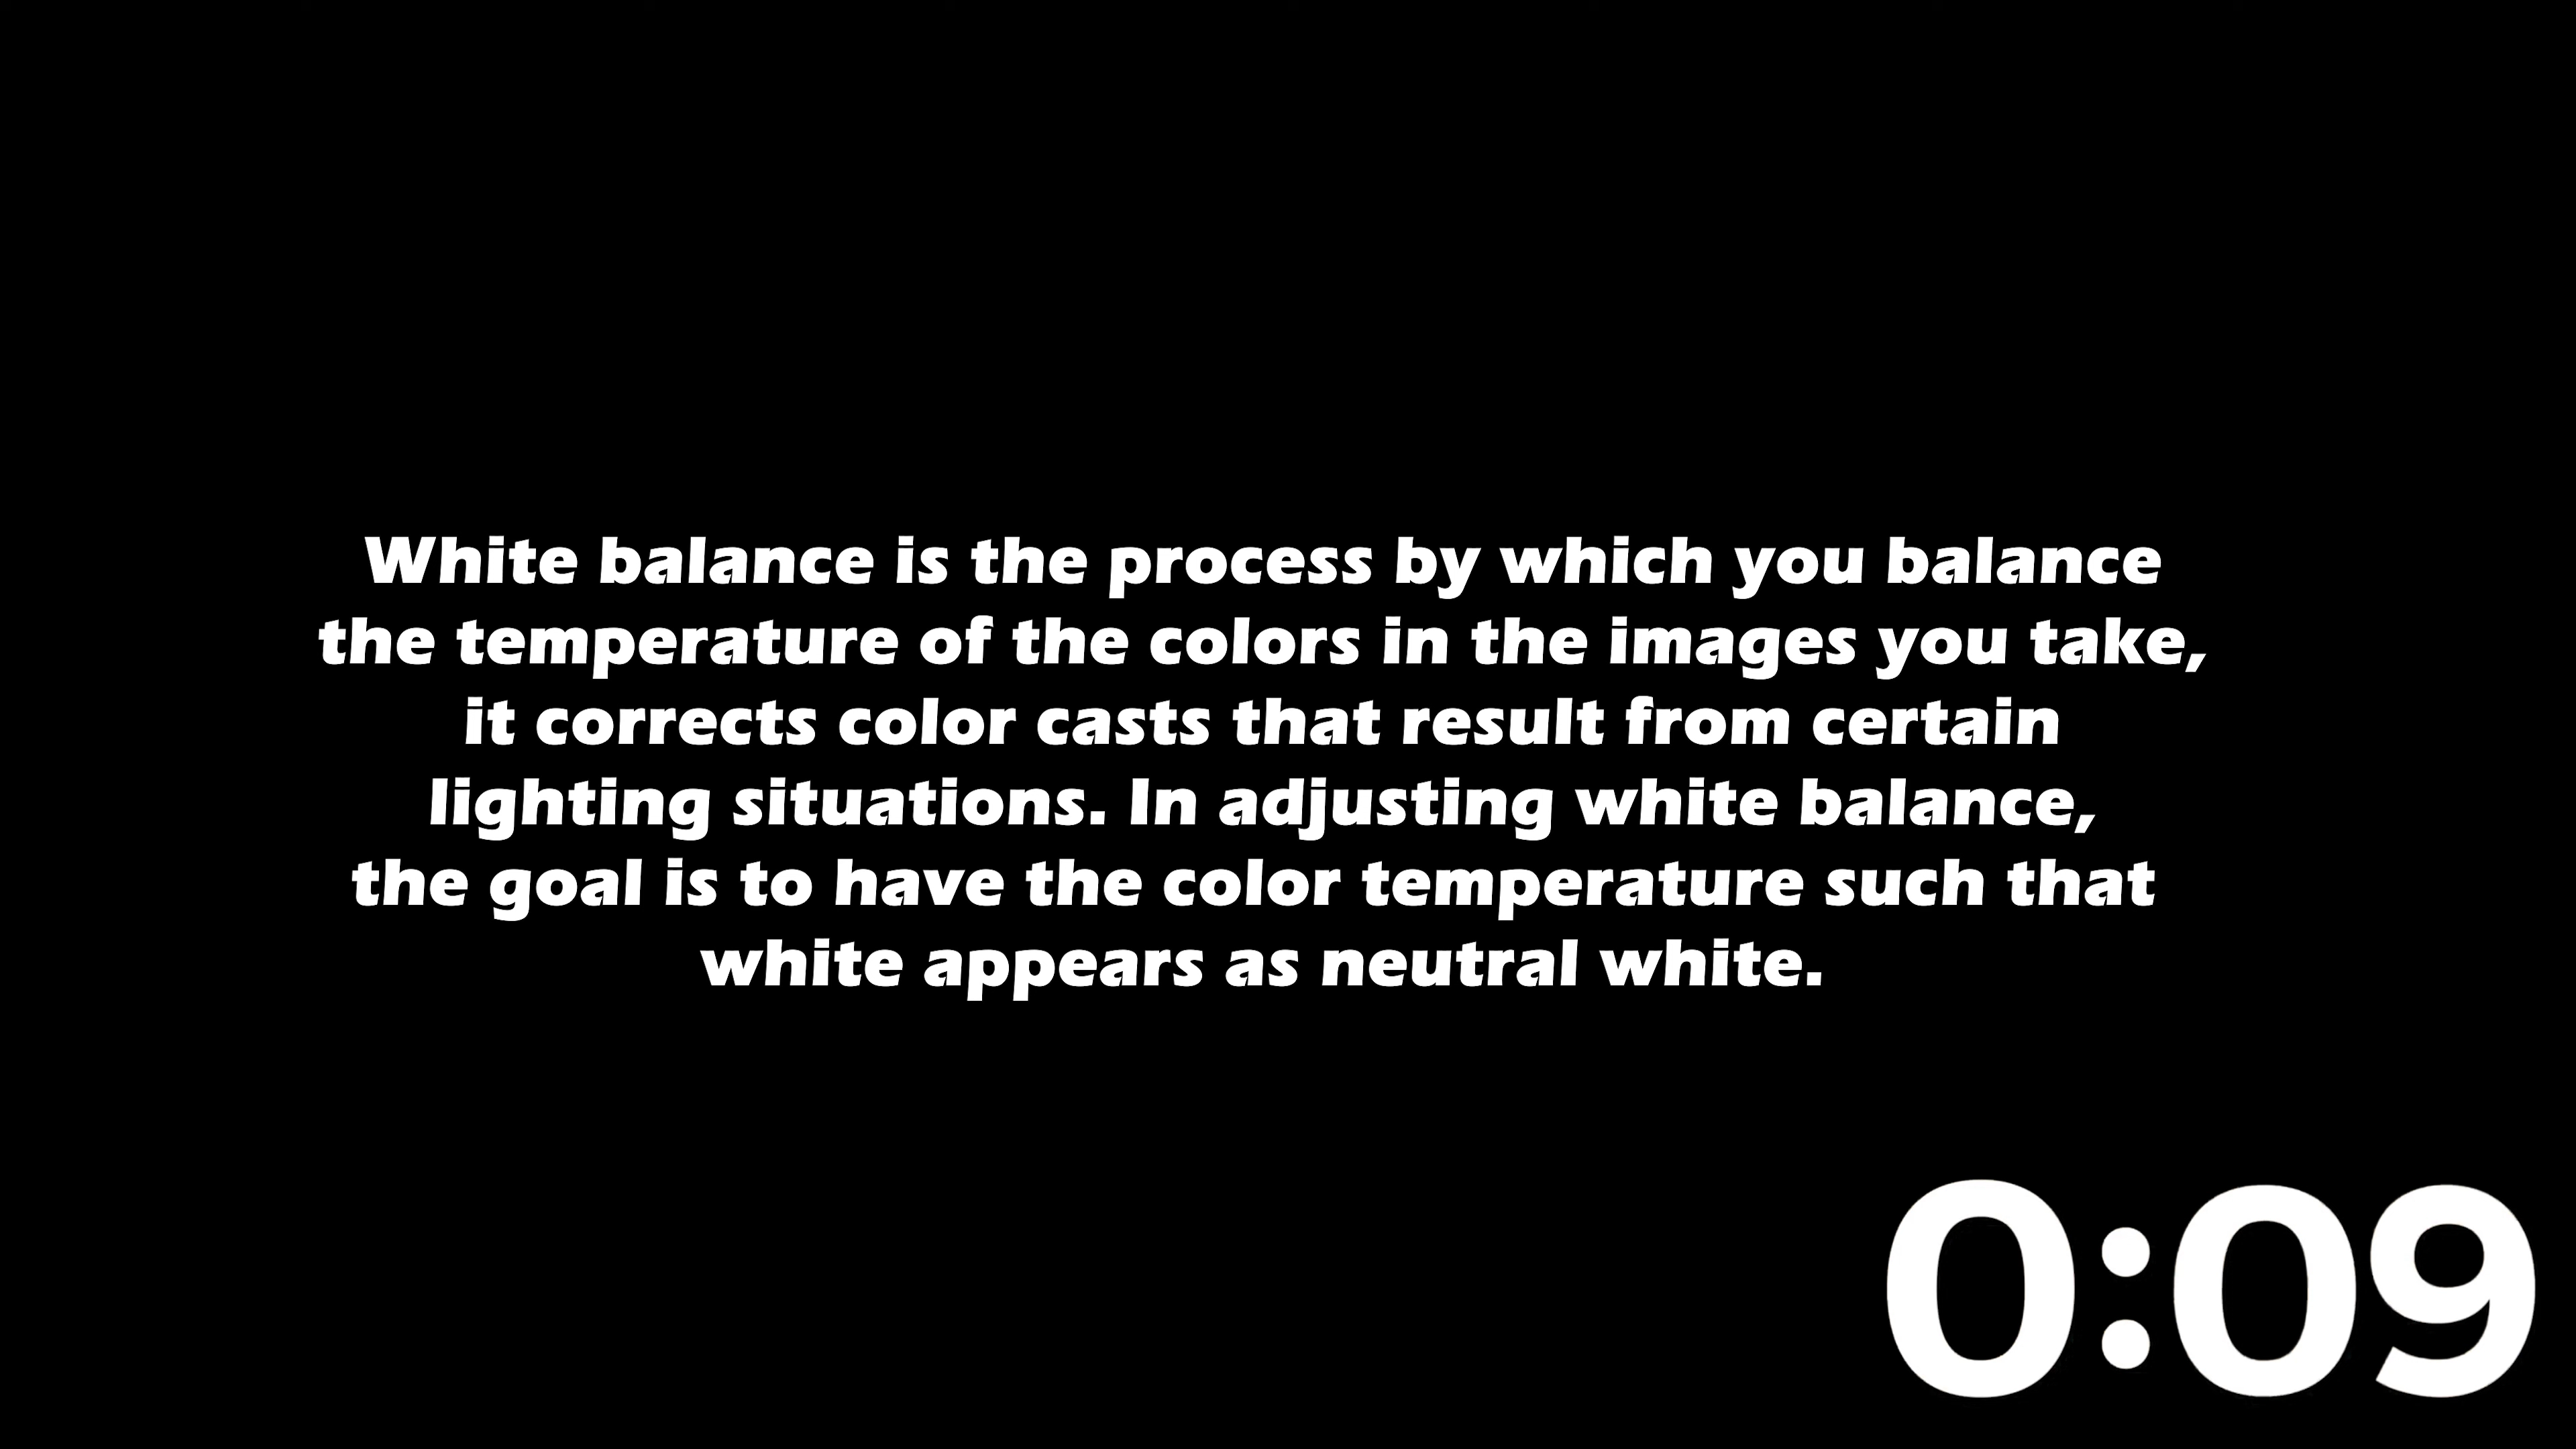 White balance is the process by which you balance
the temperature of the colors in the images you take,
it corrects color casts that result from certain
lighting situations. In adjusting white balance,
the goal is to have the color temperature such that
white appears as neutral white.
0:09